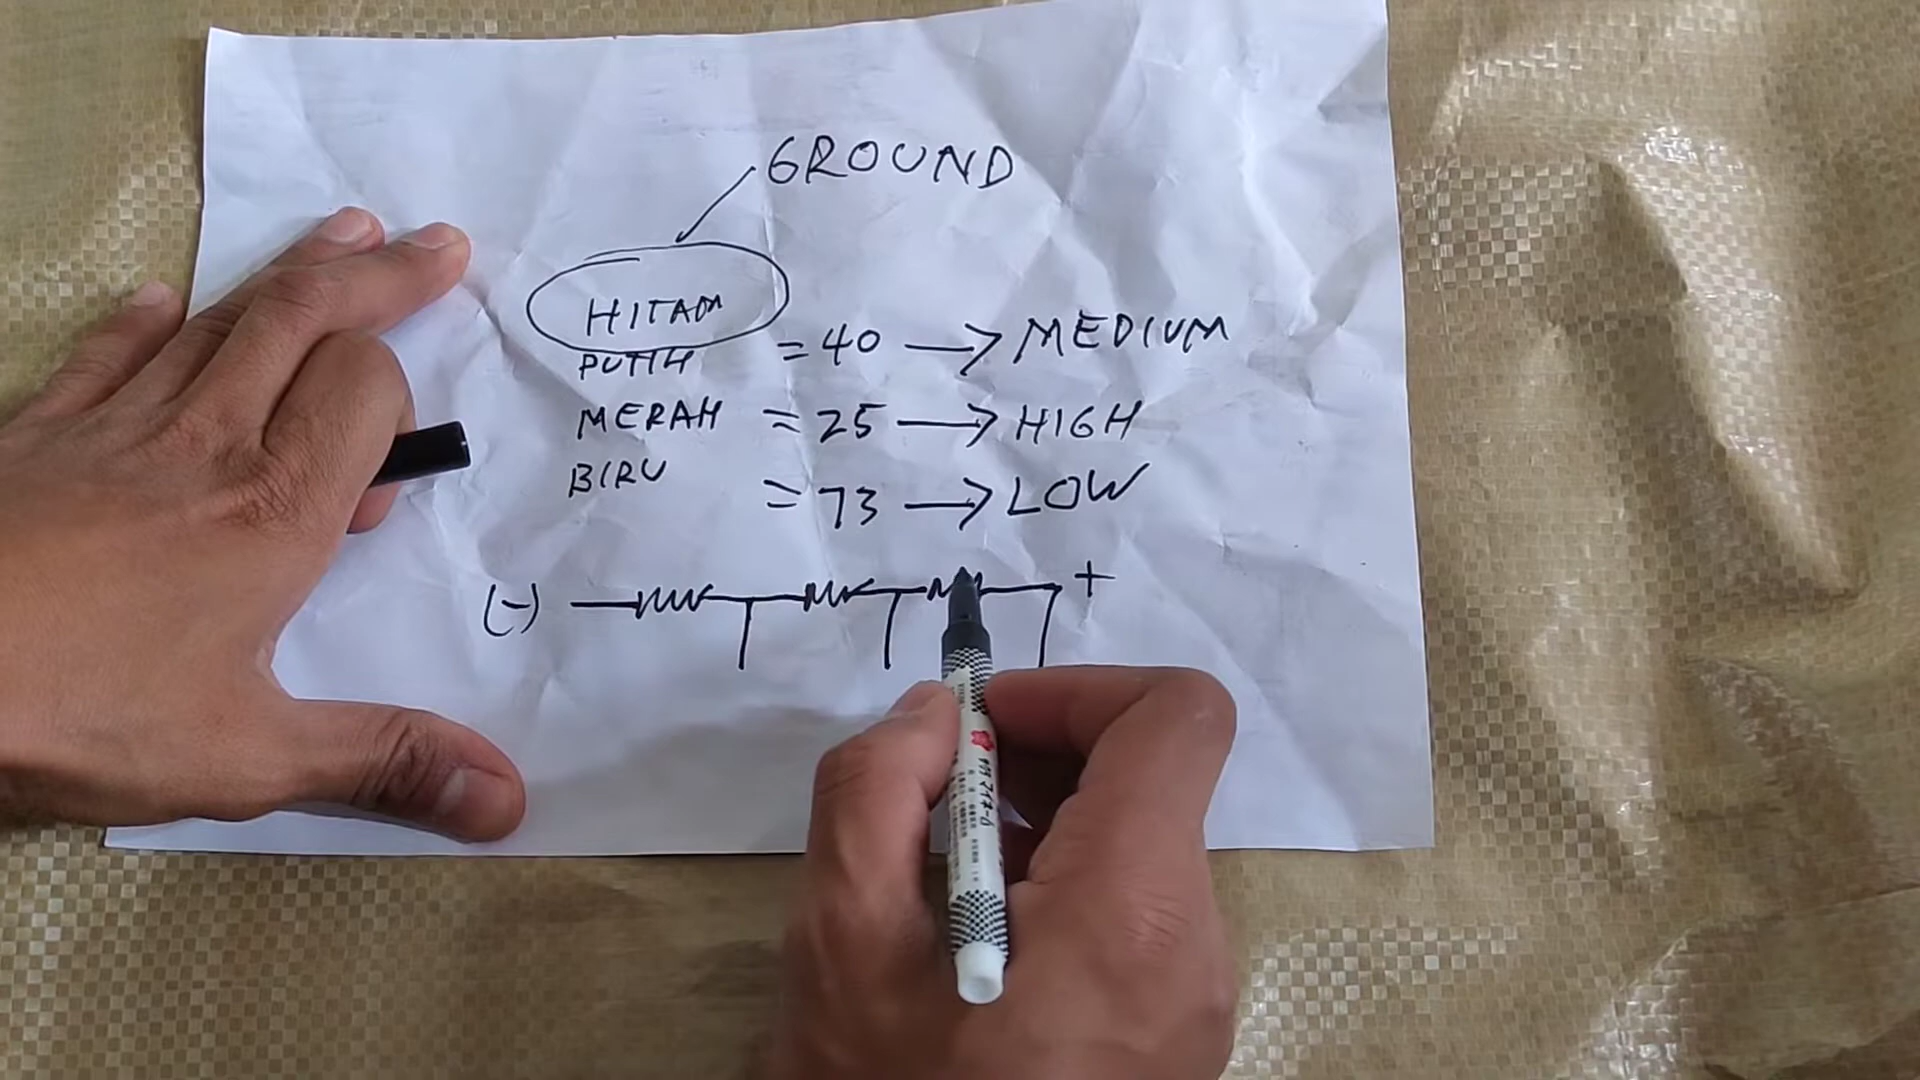 GROUND
HITAM
PUTIH = 40 → MEDIUM
MERAH = 25 → HIGH
BIRU = 73 → LOW
(-) +